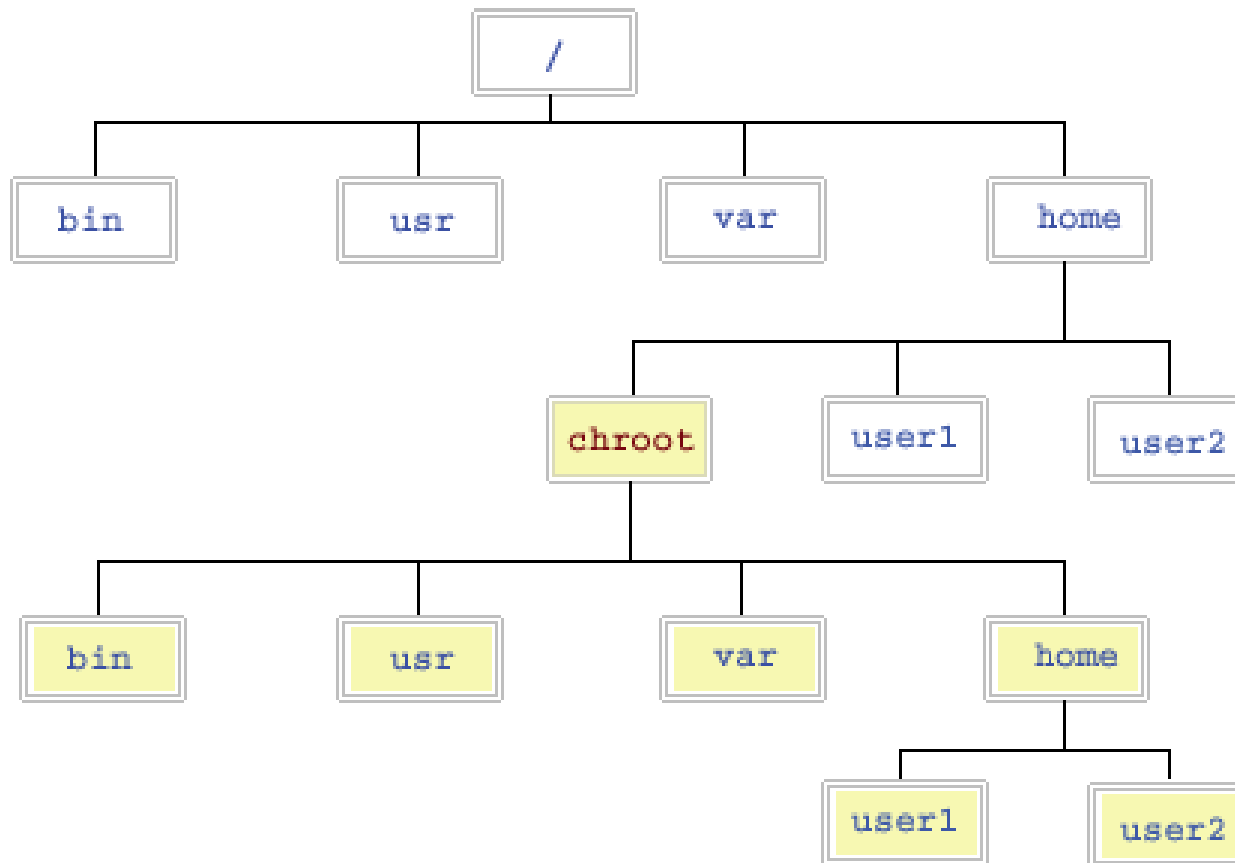 /
bin
usr
var
home
chroot
user1
user2
bin
usr
var
home
user1
user2